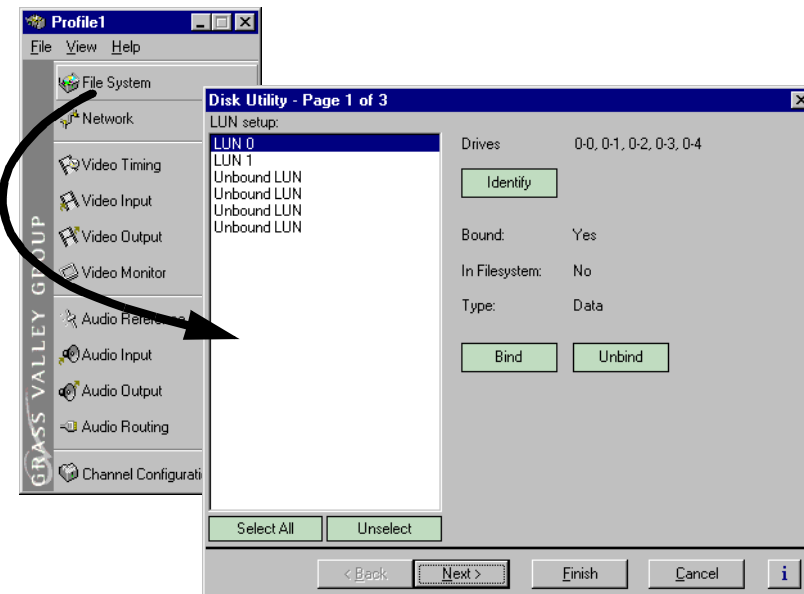 Profile1
File View Help
File System
Network
Video Timing
Video Input
Video Output
Video Monitor
Audio Reference
Audio Input
Audio Output
Audio Routing
Channel Configurati
GRASS VALLEY GROUP
Disk Utility - Page 1 of 3
LUN setup:
LUN 0
LUN 1
Unbound LUN
Unbound LUN
Unbound LUN
Unbound LUN
Drives 0-0, 0-1, 0-2, 0-3, 0-4
Identify
Bound: Yes
In Filesystem: No
Type: Data
Bind Unbind
Select All Unselect
< Back Next > Finish Cancel i